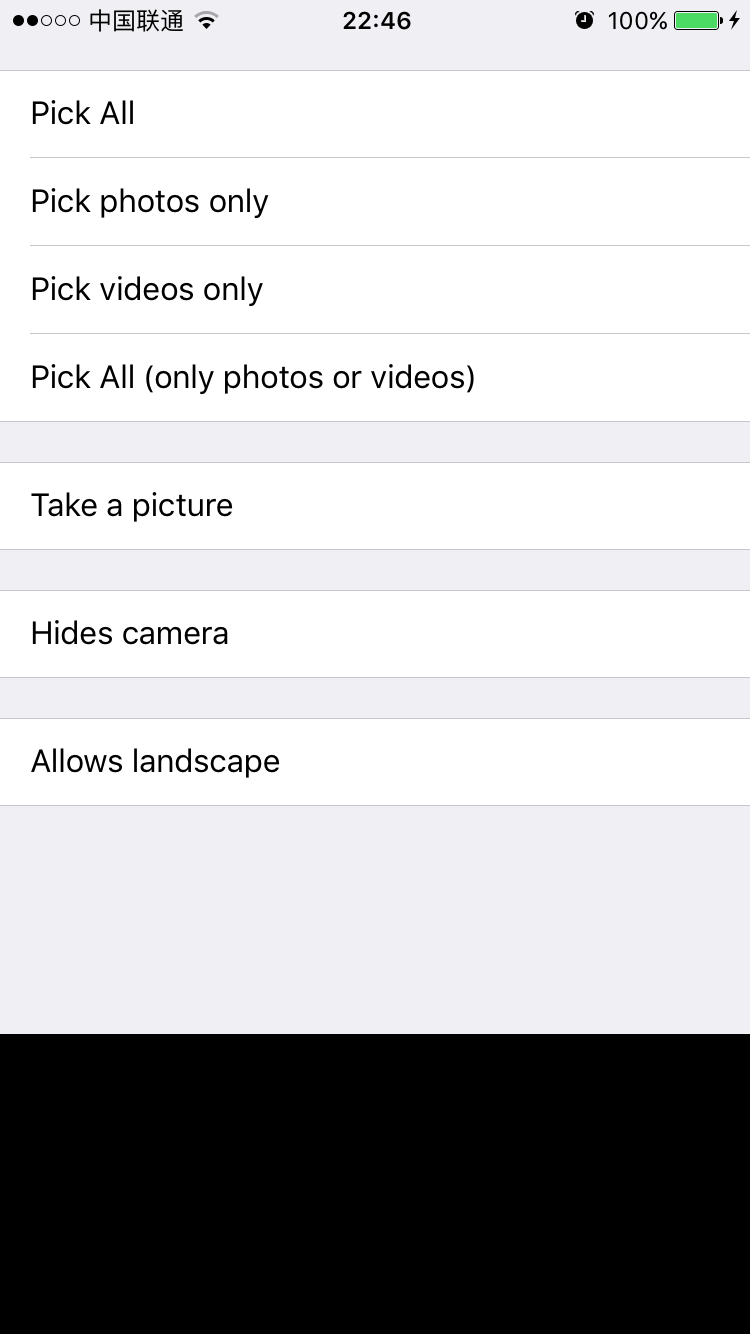 中国联通 22:46 100%
Pick All
Pick photos only
Pick videos only
Pick All (only photos or videos)
Take a picture
Hides camera
Allows landscape